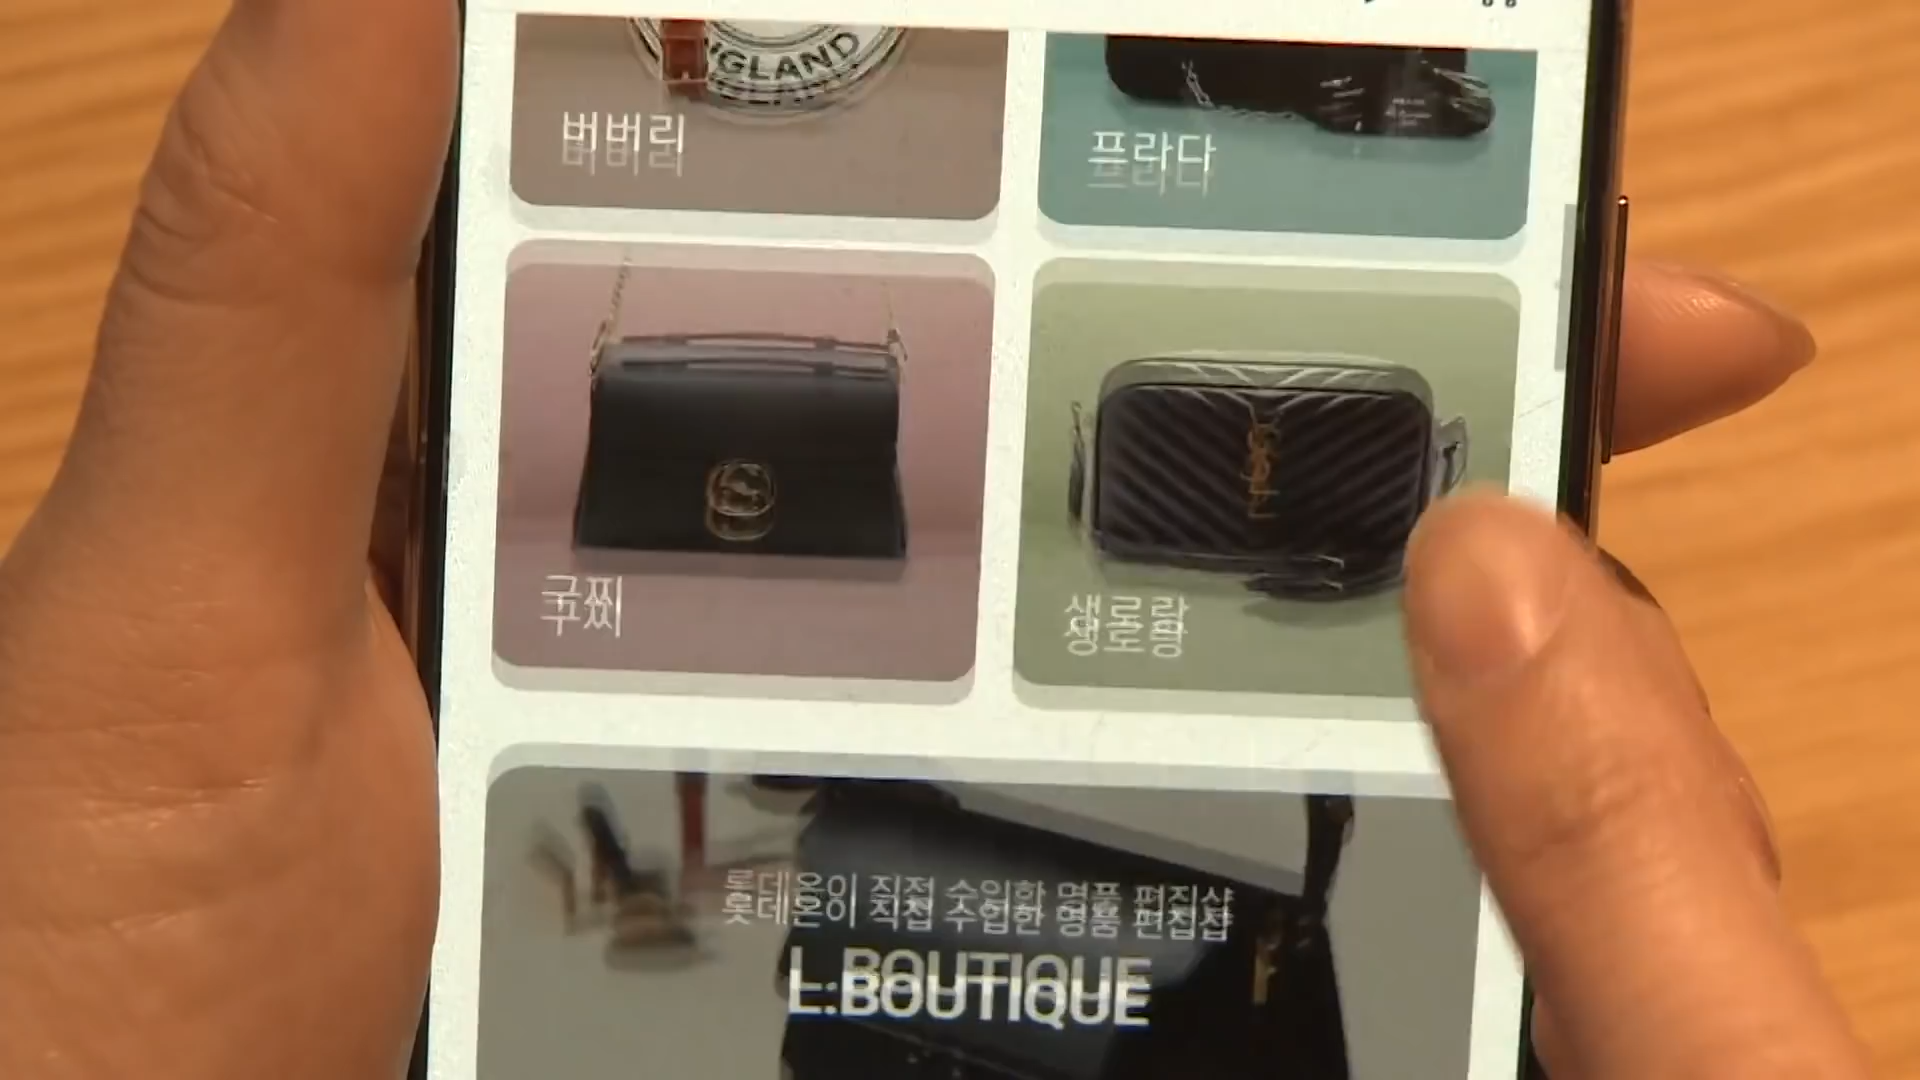 ENGLAND
버버리
프라다
구찌
생로랑
롯데온이 직접 수입한 명품 편집샵
L.BOUTIQUE